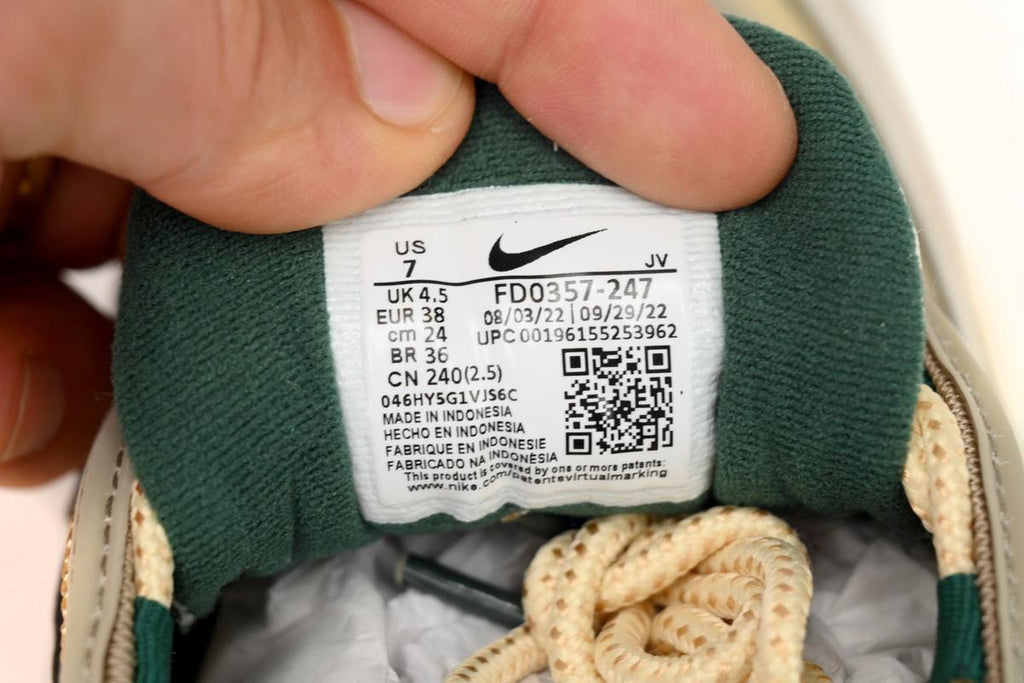 US
7
JV
UK 4.5
EUR 38
cm 24
BR 36
CN 240(2.5)
FD0357-247
08/03/22 | 09/29/22
UPC 00196155253962
046HY5G1VJS6C
MADE IN INDONESIA
HECHO EN INDONESIA
FABRIQUE EN INDONESIE
FABRICADO NA INDONÉSIA
This product is covered by one or more patents:
www.nike.com/patentsvirtualmarking